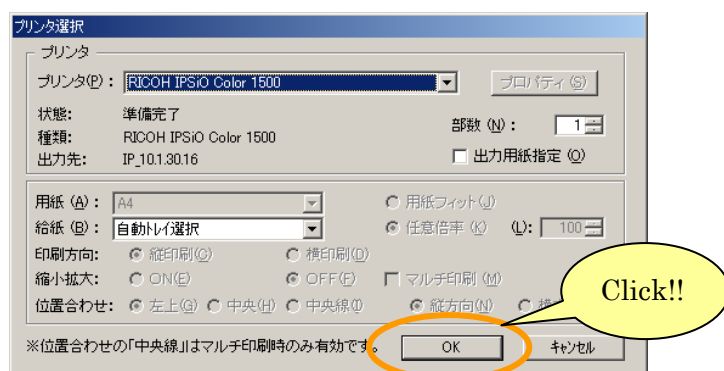 プリンタ選択
プリンタ
プリンタ(P)： RICOH IPSiO Color 1500 プロパティ (S)
状態： 準備完了 部数 (N)： 1
種類： RICOH IPSiO Color 1500
出力先： IP_10.1.30.16 出力用紙指定 (O)
用紙 (A)： A4 用紙フィット(J)
給紙 (B)： 自動トレイ選択 任意倍率 (K) (L): 100
印刷方向： 縦印刷(C) 横印刷(D)
縮小拡大： ON(E) OFF(F) マルチ印刷 (M)
位置合わせ： 左上(G) 中央(H) 中央線(I) 縦方向(N)
Click!!
※位置合わせの「中央線」はマルチ印刷時のみ有効です。 OK キャンセル